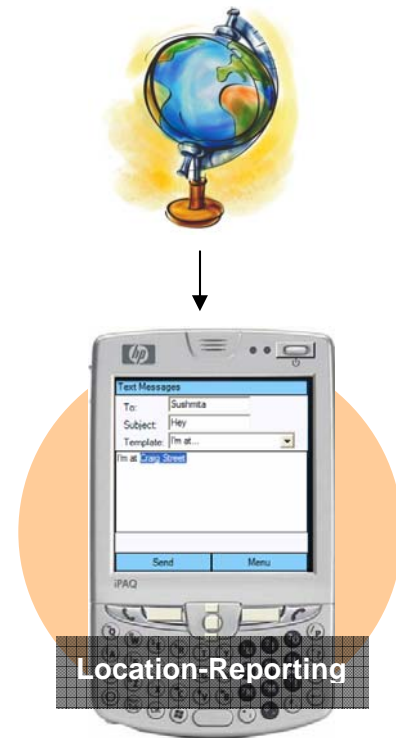 hp
Text Messages
To: Sushmita
Subject: Hey
Template: I'm at...
I'm at Craig Street
Send Menu
iPAQ
Location-Reporting